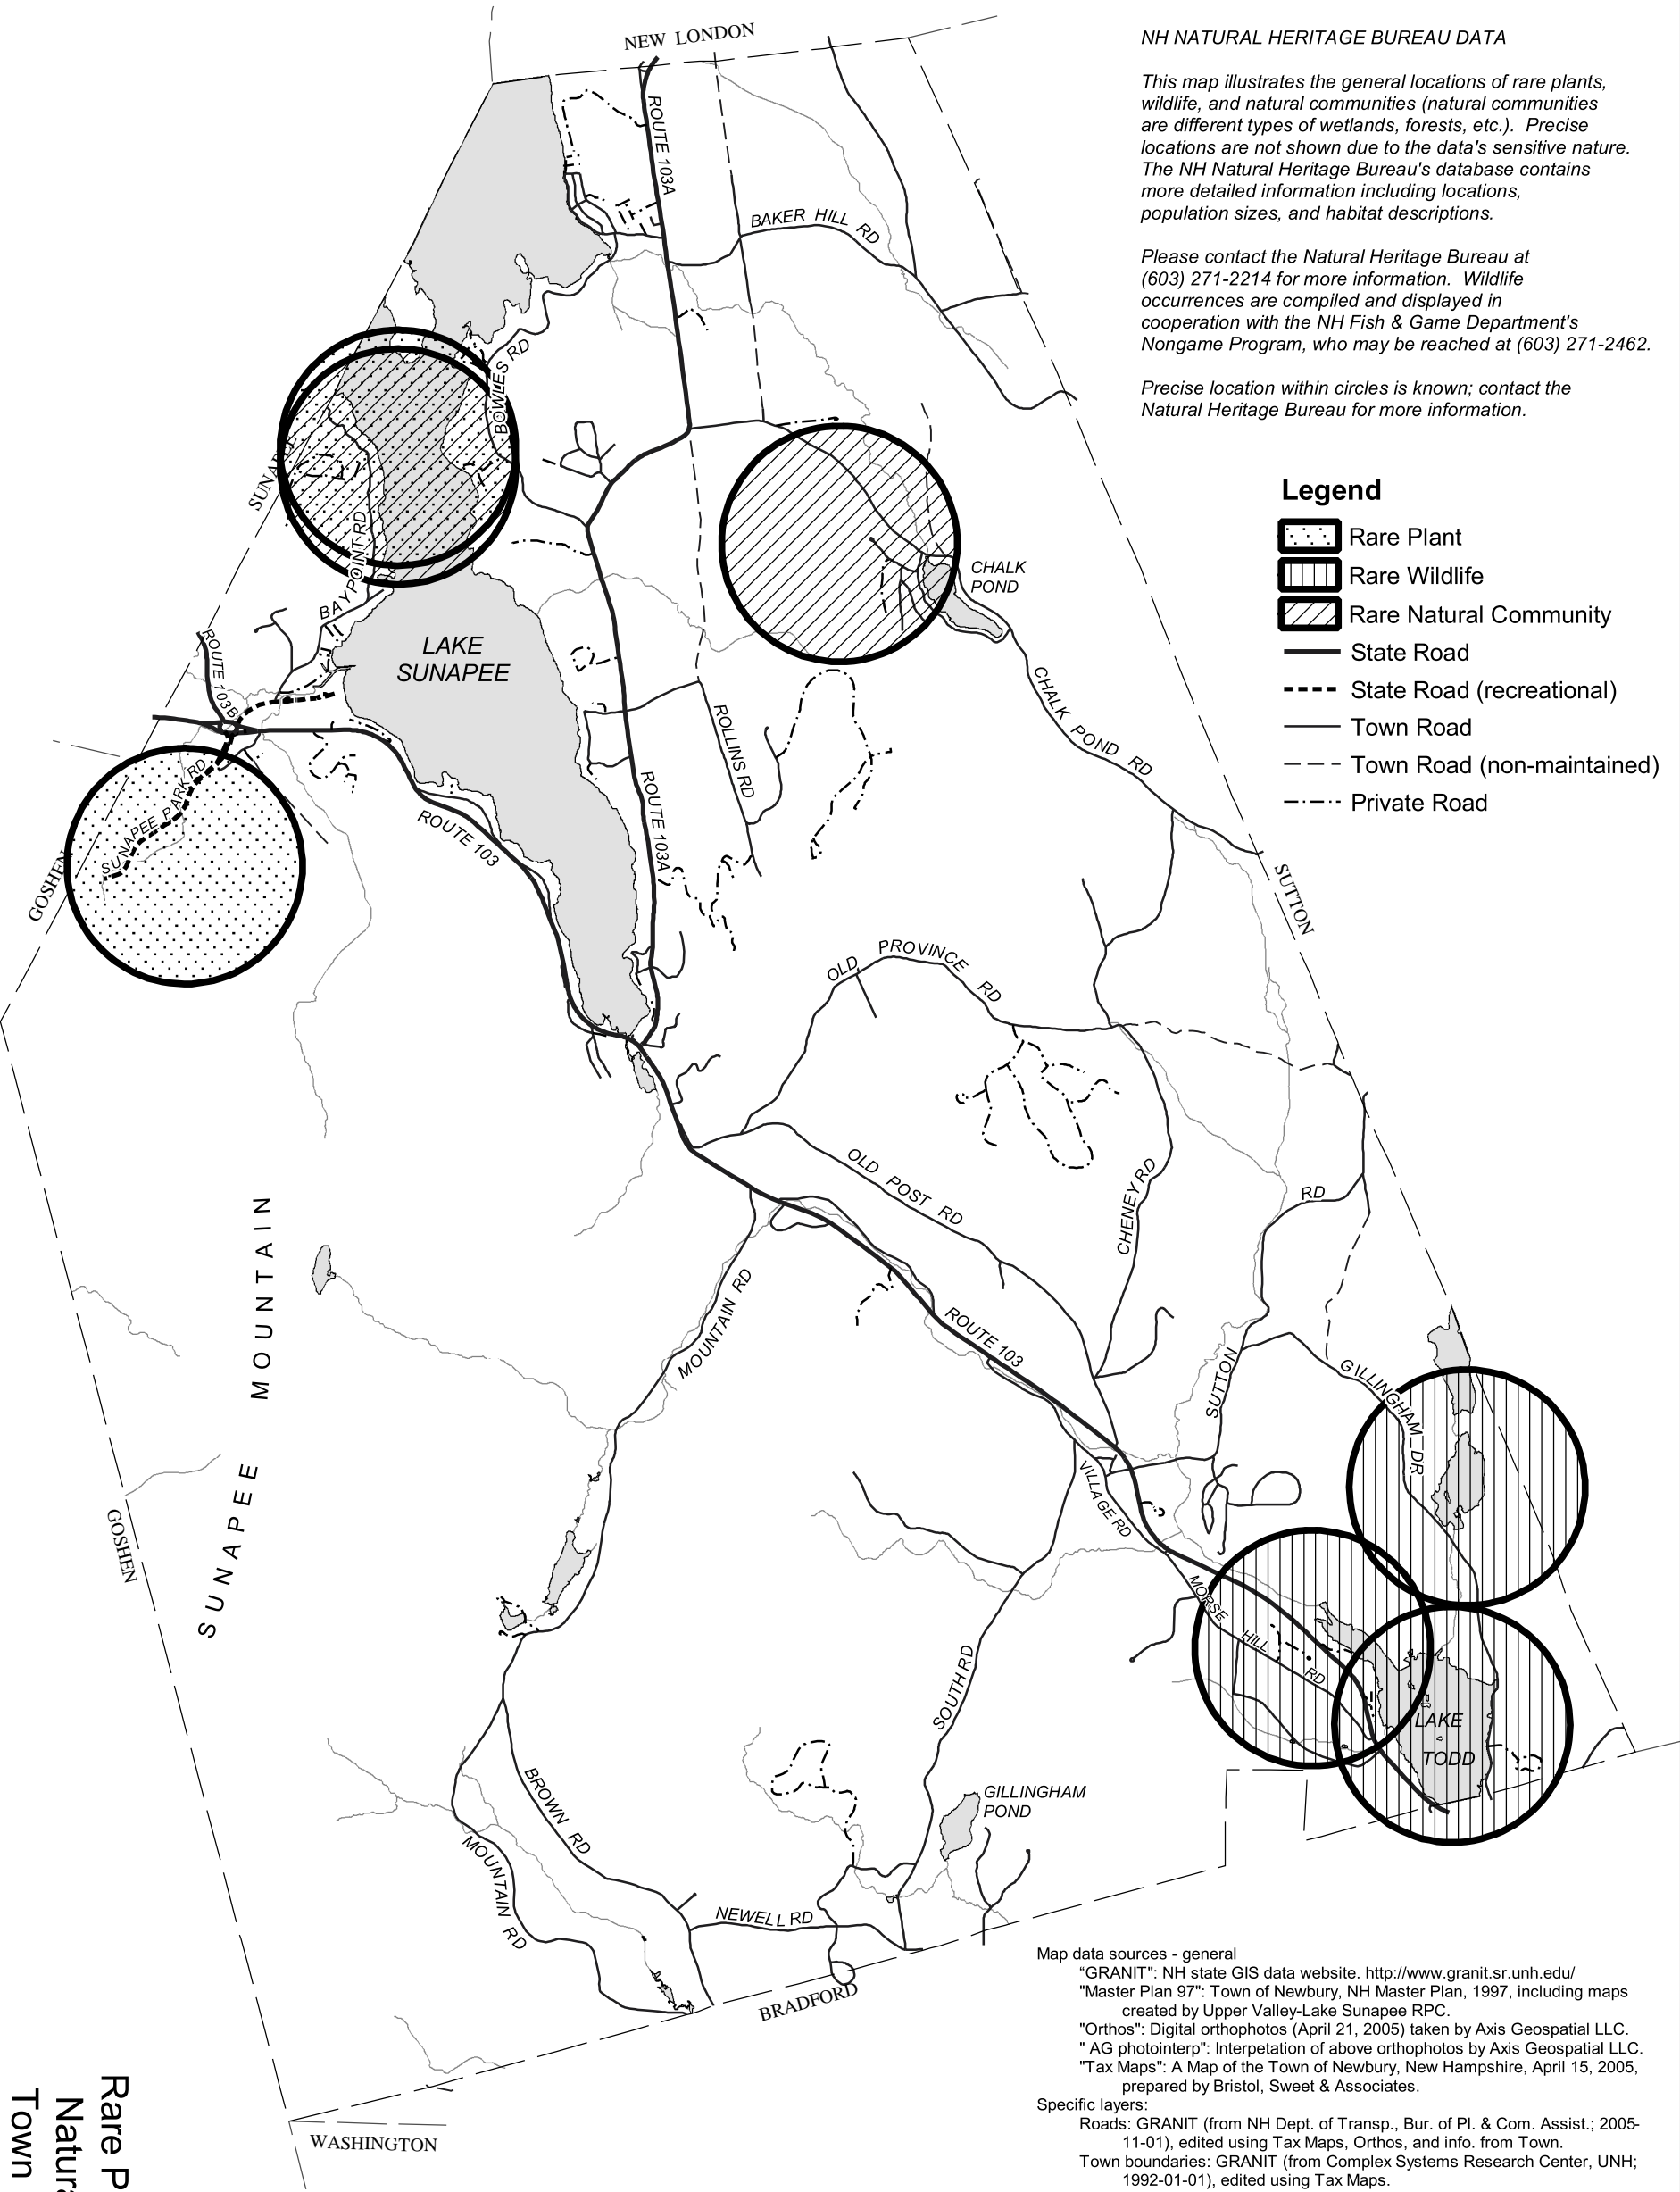 NEW LONDON
NH NATURAL HERITAGE BUREAU DATA
This map illustrates the general locations of rare plants,
wildlife, and natural communities (natural communities
are different types of wetlands, forests, etc.).  Precise
locations are not shown due to the data's sensitive nature.
The NH Natural Heritage Bureau's database contains
more detailed information including locations,
population sizes, and habitat descriptions.
Please contact the Natural Heritage Bureau at
(603) 271-2214 for more information.  Wildlife
occurrences are compiled and displayed in
cooperation with the NH Fish & Game Department's
Nongame Program, who may be reached at (603) 271-2462.
Precise location within circles is known; contact the
Natural Heritage Bureau for more information.
Legend
Rare Plant
Rare Wildlife
Rare Natural Community
State Road
State Road (recreational)
Town Road
Town Road (non-maintained)
Private Road
ROUTE 103A
BAKER HILL RD
BOWLES RD
BAYPOINT RD
CHALK
POND
LAKE
SUNAPEE
ROUTE 103B
ROLLINS RD
CHALK POND RD
SUNAPEE PARK RD
ROUTE 103
ROUTE 103A
GOSHEN
SUTTON
OLD PROVINCE RD
OLD POST RD
CHENEY RD
RD
SUTTON
MOUNTAIN RD
ROUTE 103
GILLINGHAM_DR
SUNAPEE MOUNTAIN
GOSHEN
VILLAGE RD
MORSE HILL RD
SOUTH RD
LAKE
TODD
BROWN RD
GILLINGHAM
POND
MOUNTAIN RD
NEWELL RD
BRADFORD
WASHINGTON
Rare P
Natur
Town
Map data sources - general
“GRANIT": NH state GIS data website. http://www.granit.sr.unh.edu/
"Master Plan 97": Town of Newbury, NH Master Plan, 1997, including maps
created by Upper Valley-Lake Sunapee RPC.
"Orthos": Digital orthophotos (April 21, 2005) taken by Axis Geospatial LLC.
" AG photointerp": Interpetation of above orthophotos by Axis Geospatial LLC.
"Tax Maps": A Map of the Town of Newbury, New Hampshire, April 15, 2005,
prepared by Bristol, Sweet & Associates.
Specific layers:
Roads: GRANIT (from NH Dept. of Transp., Bur. of Pl. & Com. Assist.; 2005-
11-01), edited using Tax Maps, Orthos, and info. from Town.
Town boundaries: GRANIT (from Complex Systems Research Center, UNH;
1992-01-01), edited using Tax Maps.